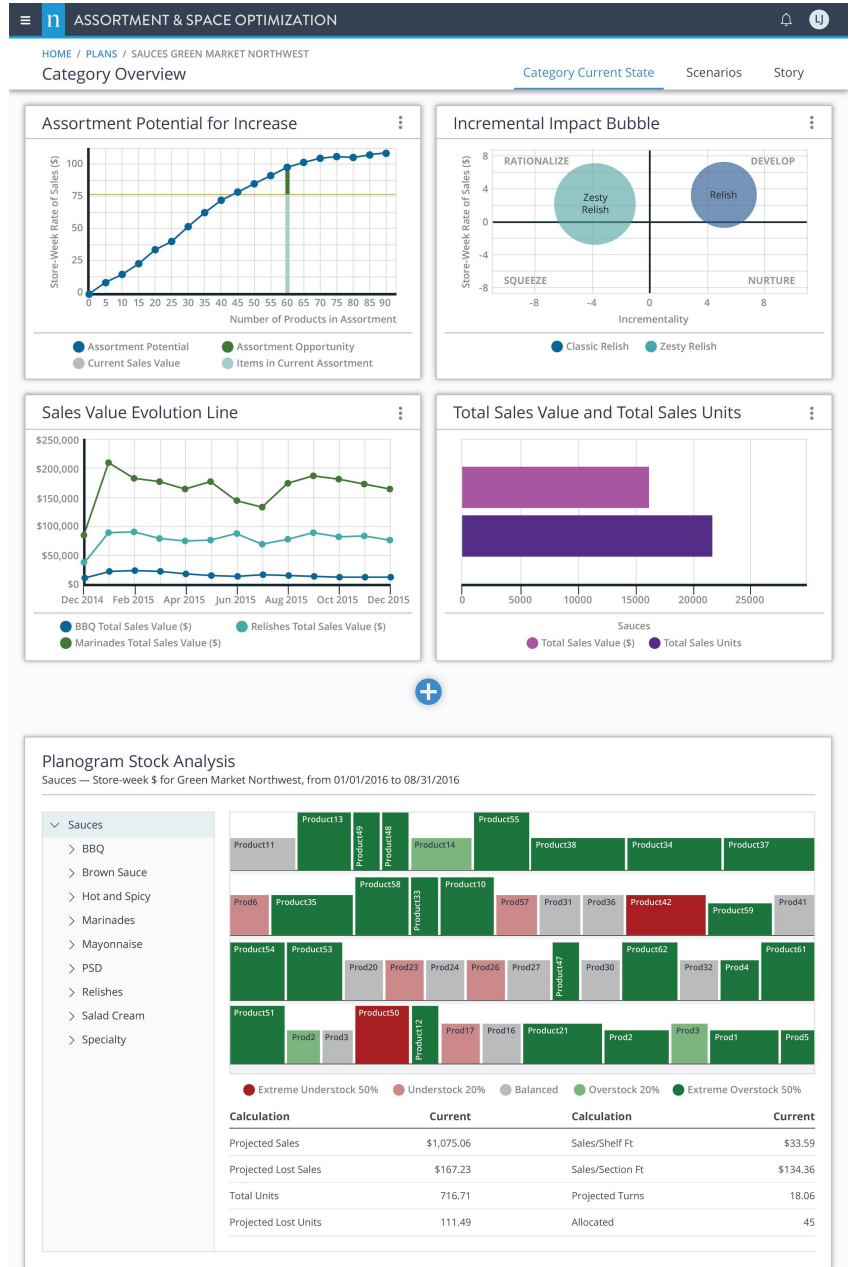 n ASSORTMENT & SPACE OPTIMIZATION LJ
HOME / PLANS / SAUCES GREEN MARKET NORTHWEST
Category Overview
Category Current State Scenarios Story
Assortment Potential for Increase
Store-Week Rate of Sales ($)
100
75
50
25
0
0 5 10 15 20 25 30 35 40 45 50 55 60 65 70 75 80 85 90
Number of Products in Assortment
Assortment Potential Assortment Opportunity
Current Sales Value Items in Current Assortment
Incremental Impact Bubble
Store-Week Rate of Sales ($)
8
4
0
-4
-8
RATIONALIZE DEVELOP
Zesty
Relish
Relish
SQUEEZE NURTURE
-8 -4 0 4 8
Incrementality
Classic Relish Zesty Relish
Sales Value Evolution Line
$250,000
$200,000
$150,000
$100,000
$50,000
$0
Dec 2014 Feb 2015 Apr 2015 Jun 2015 Aug 2015 Oct 2015 Dec 2015
BBQ Total Sales Value ($) Relishes Total Sales Value ($)
Marinades Total Sales Value ($)
Total Sales Value and Total Sales Units
0 5000 10000 15000 20000 25000
Sauces
Total Sales Value ($) Total Sales Units
Planogram Stock Analysis
Sauces — Store-week $ for Green Market Northwest, from 01/01/2016 to 08/31/2016
Sauces
BBQ
Brown Sauce
Hot and Spicy
Marinades
Mayonnaise
PSD
Relishes
Salad Cream
Specialty
Product11 Product13 Product49 Product48 Product14 Product55 Product38 Product34 Product37
Prod6 Product35 Product58 Product33 Product10 Prod57 Prod31 Prod36 Product42 Product59 Prod41
Product54 Product53 Prod20 Prod23 Prod24 Prod26 Prod27 Product47 Prod30 Product62 Prod32 Prod4 Product61
Product51 Prod2 Prod3 Product50 Product12 Prod17 Prod16 Product21 Prod2 Prod3 Prod1 Prod5
Extreme Understock 50% Understock 20% Balanced Overstock 20% Extreme Overstock 50%
Calculation Current Calculation Current
Projected Sales $1,075.06 Sales/Shelf Ft $33.59
Projected Lost Sales $167.23 Sales/Section Ft $134.36
Total Units 716.71 Projected Turns 18.06
Projected Lost Units 111.49 Allocated 45